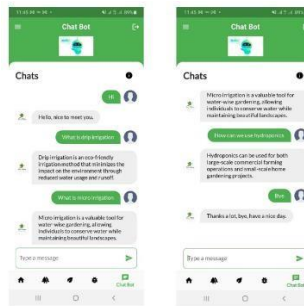 Chat Bot
Chats
Hi
Hello, nice to meet you.
What is drip irrigation
Drip Irrigation is an eco-friendly
irrigation method that minimizes the
impact on the environment through
reduced water usage and runoff.
What is micro irrigation
Micro irrigation is a valuable tool for
water-wise gardening, allowing
individuals to conserve water while
maintaining beautiful landscapes.
Type a message
Chat Bot
Chat Bot
Chats
Micro irrigation is a valuable tool for
water-wise gardening, allowing
individuals to conserve water while
maintaining beautiful landscapes.
How can we use hydroponics
Hydroponics can be used for both
large-scale commercial farming
operations and small-scale home
gardening projects.
Bye
Thanks a lot, bye, have a nice day.
Type a message
Chat Bot